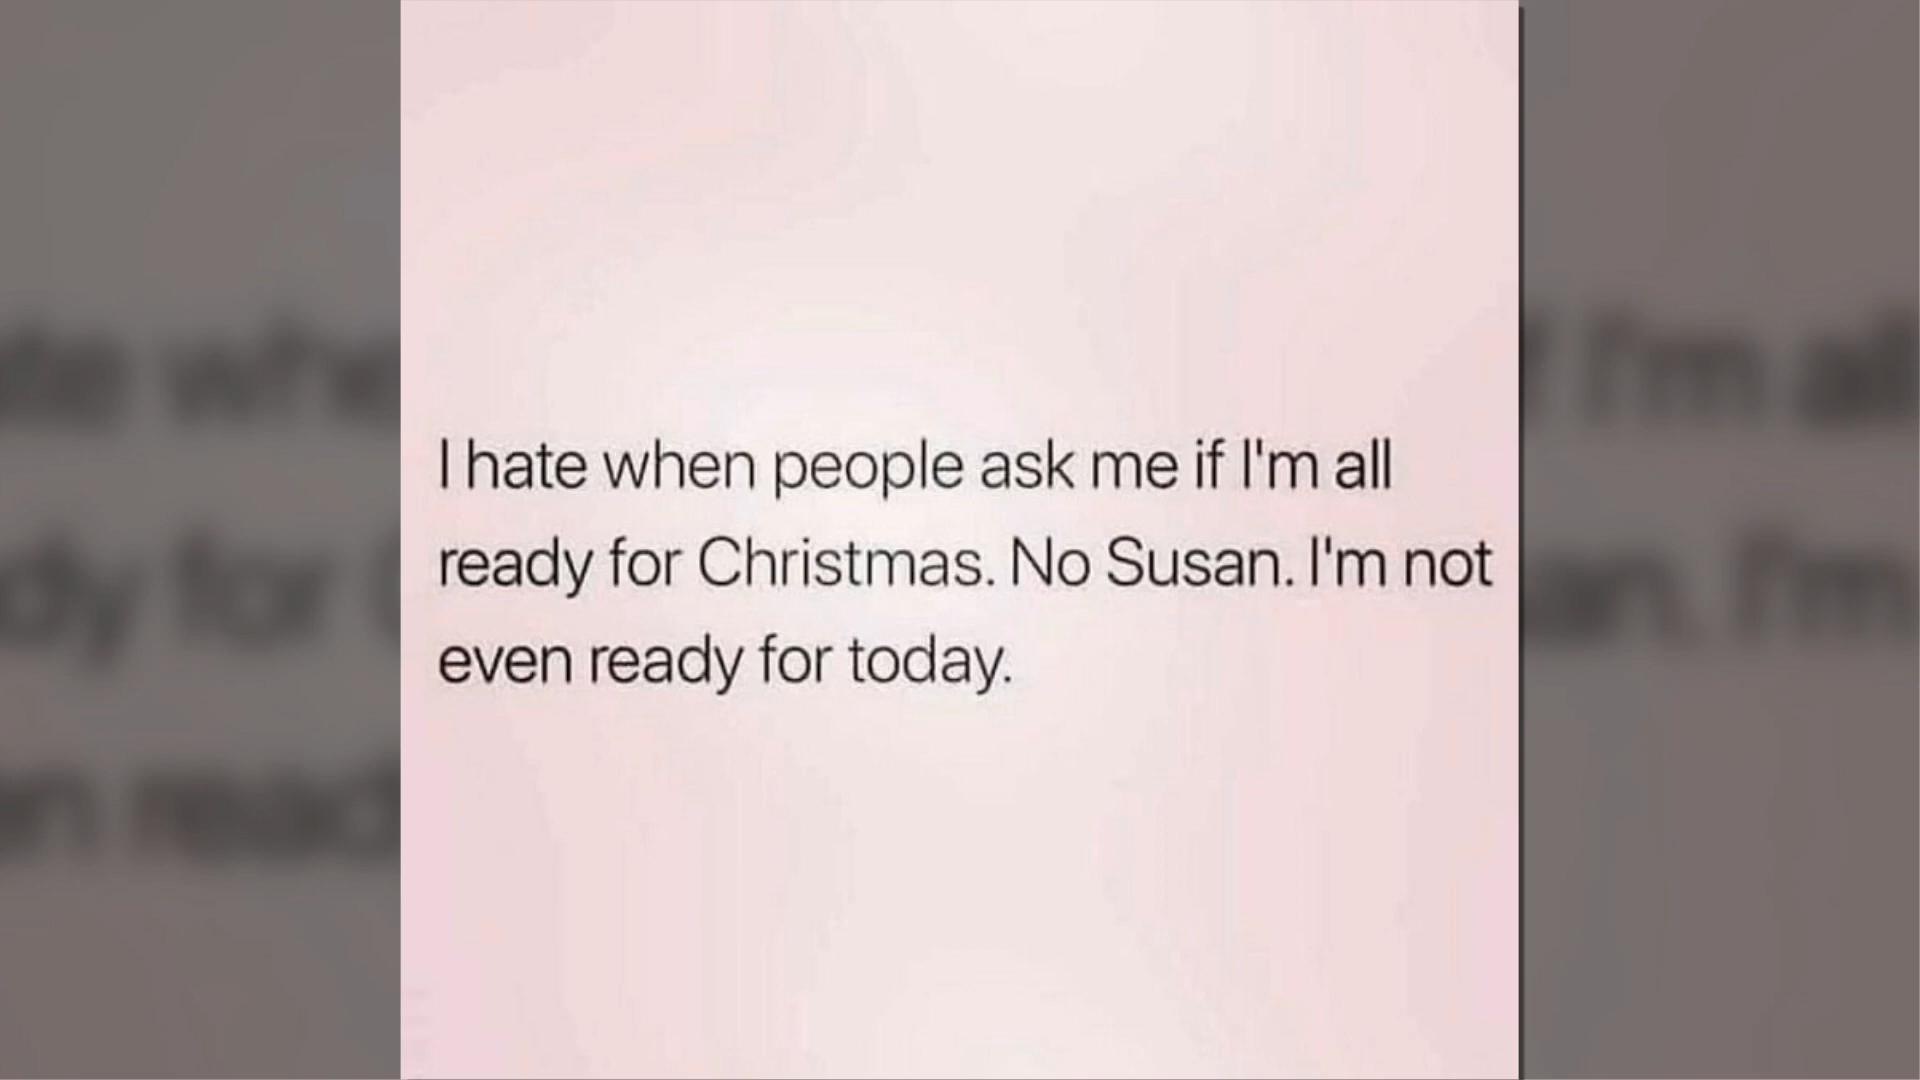 I hate when people ask me if I'm all
ready for Christmas. No Susan. I'm not
even ready for today.